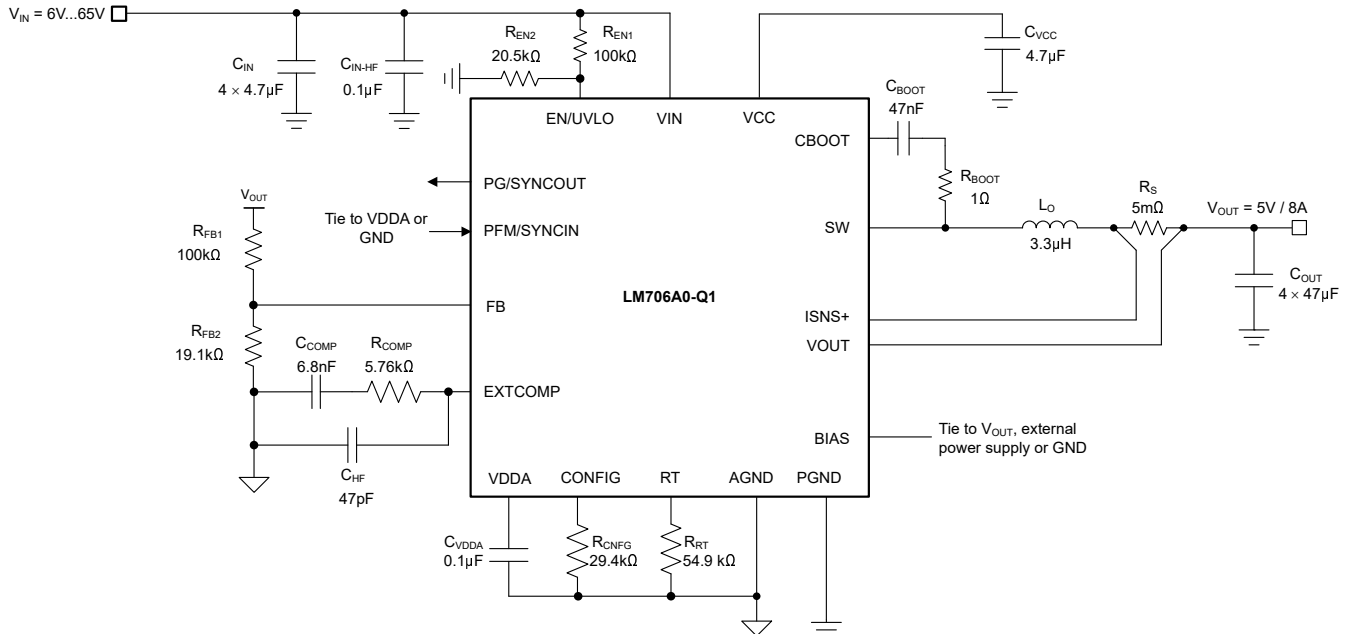 V_IN = 6V...65V
C_IN
4 × 4.7µF
C_IN-HF
0.1µF
R_EN2
20.5kΩ
R_EN1
100kΩ
C_VCC
4.7µF
EN/UVLO
VIN
VCC
C_BOOT
47nF
CBOOT
R_BOOT
1Ω
PG/SYNCOUT
Tie to VDDA or
GND
PFM/SYNCIN
V_OUT
R_FB1
100kΩ
SW
L_O
3.3µH
R_S
5mΩ
V_OUT = 5V / 8A
C_OUT
4 × 47µF
LM706A0-Q1
FB
ISNS+
VOUT
R_FB2
19.1kΩ
C_COMP
6.8nF
R_COMP
5.76kΩ
EXTCOMP
C_HF
47pF
BIAS
Tie to V_OUT, external
power supply or GND
VDDA
CONFIG
RT
AGND
PGND
C_VDDA
0.1µF
R_CNFG
29.4kΩ
R_RT
54.9 kΩ